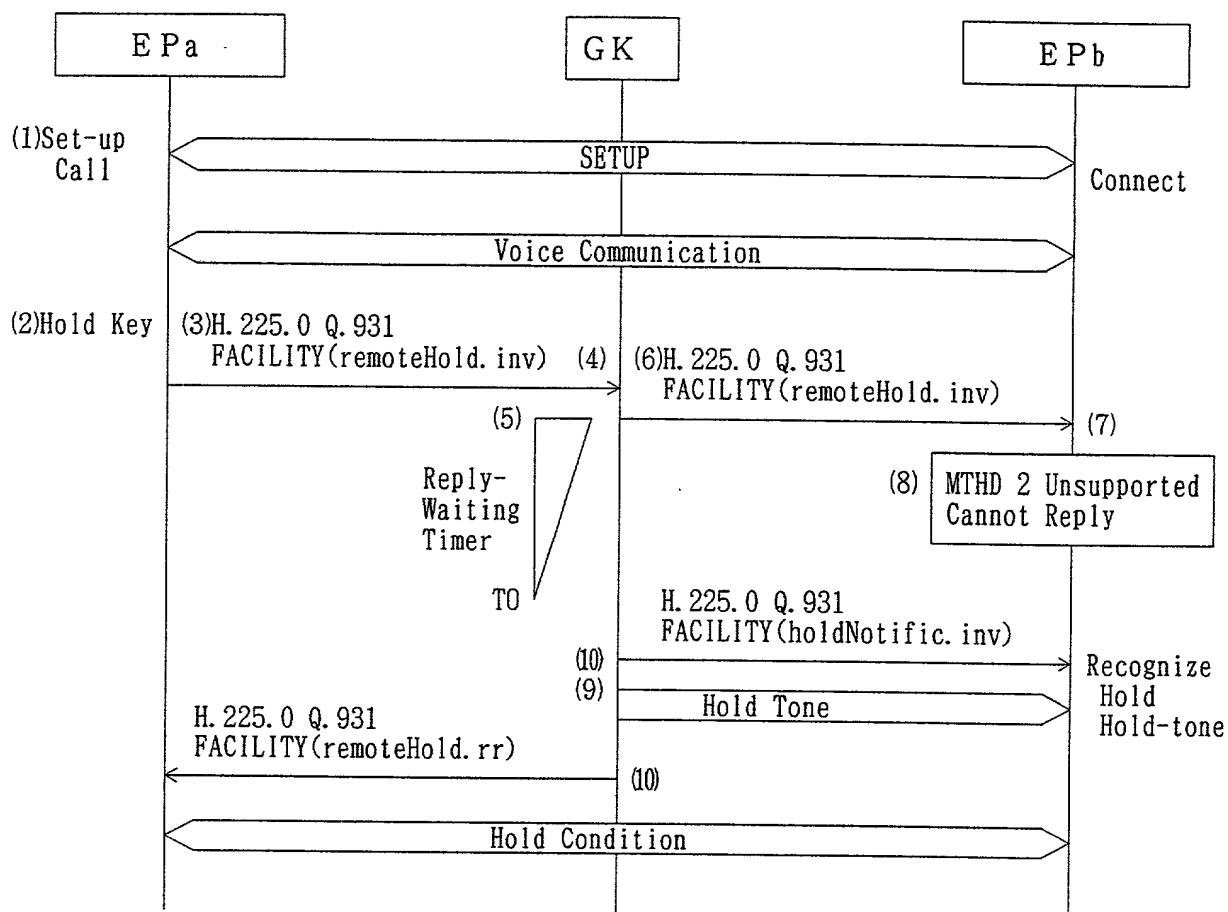 EPa
GK
EPb
(1)Set-up
Call
SETUP
Connect
Voice Communication
(2)Hold Key
(3)H.225.0 Q.931
FACILITY(remoteHold.inv)
(4)
(6)H.225.0 Q.931
FACILITY(remoteHold.inv)
(5)
(7)
Reply-
Waiting
Timer
(8)
MTHD 2 Unsupported
Cannot Reply
TO
H.225.0 Q.931
FACILITY(holdNotific.inv)
(10)
Recognize
Hold
Hold-tone
(9)
Hold Tone
H.225.0 Q.931
FACILITY(remoteHold.rr)
(10)
Hold Condition